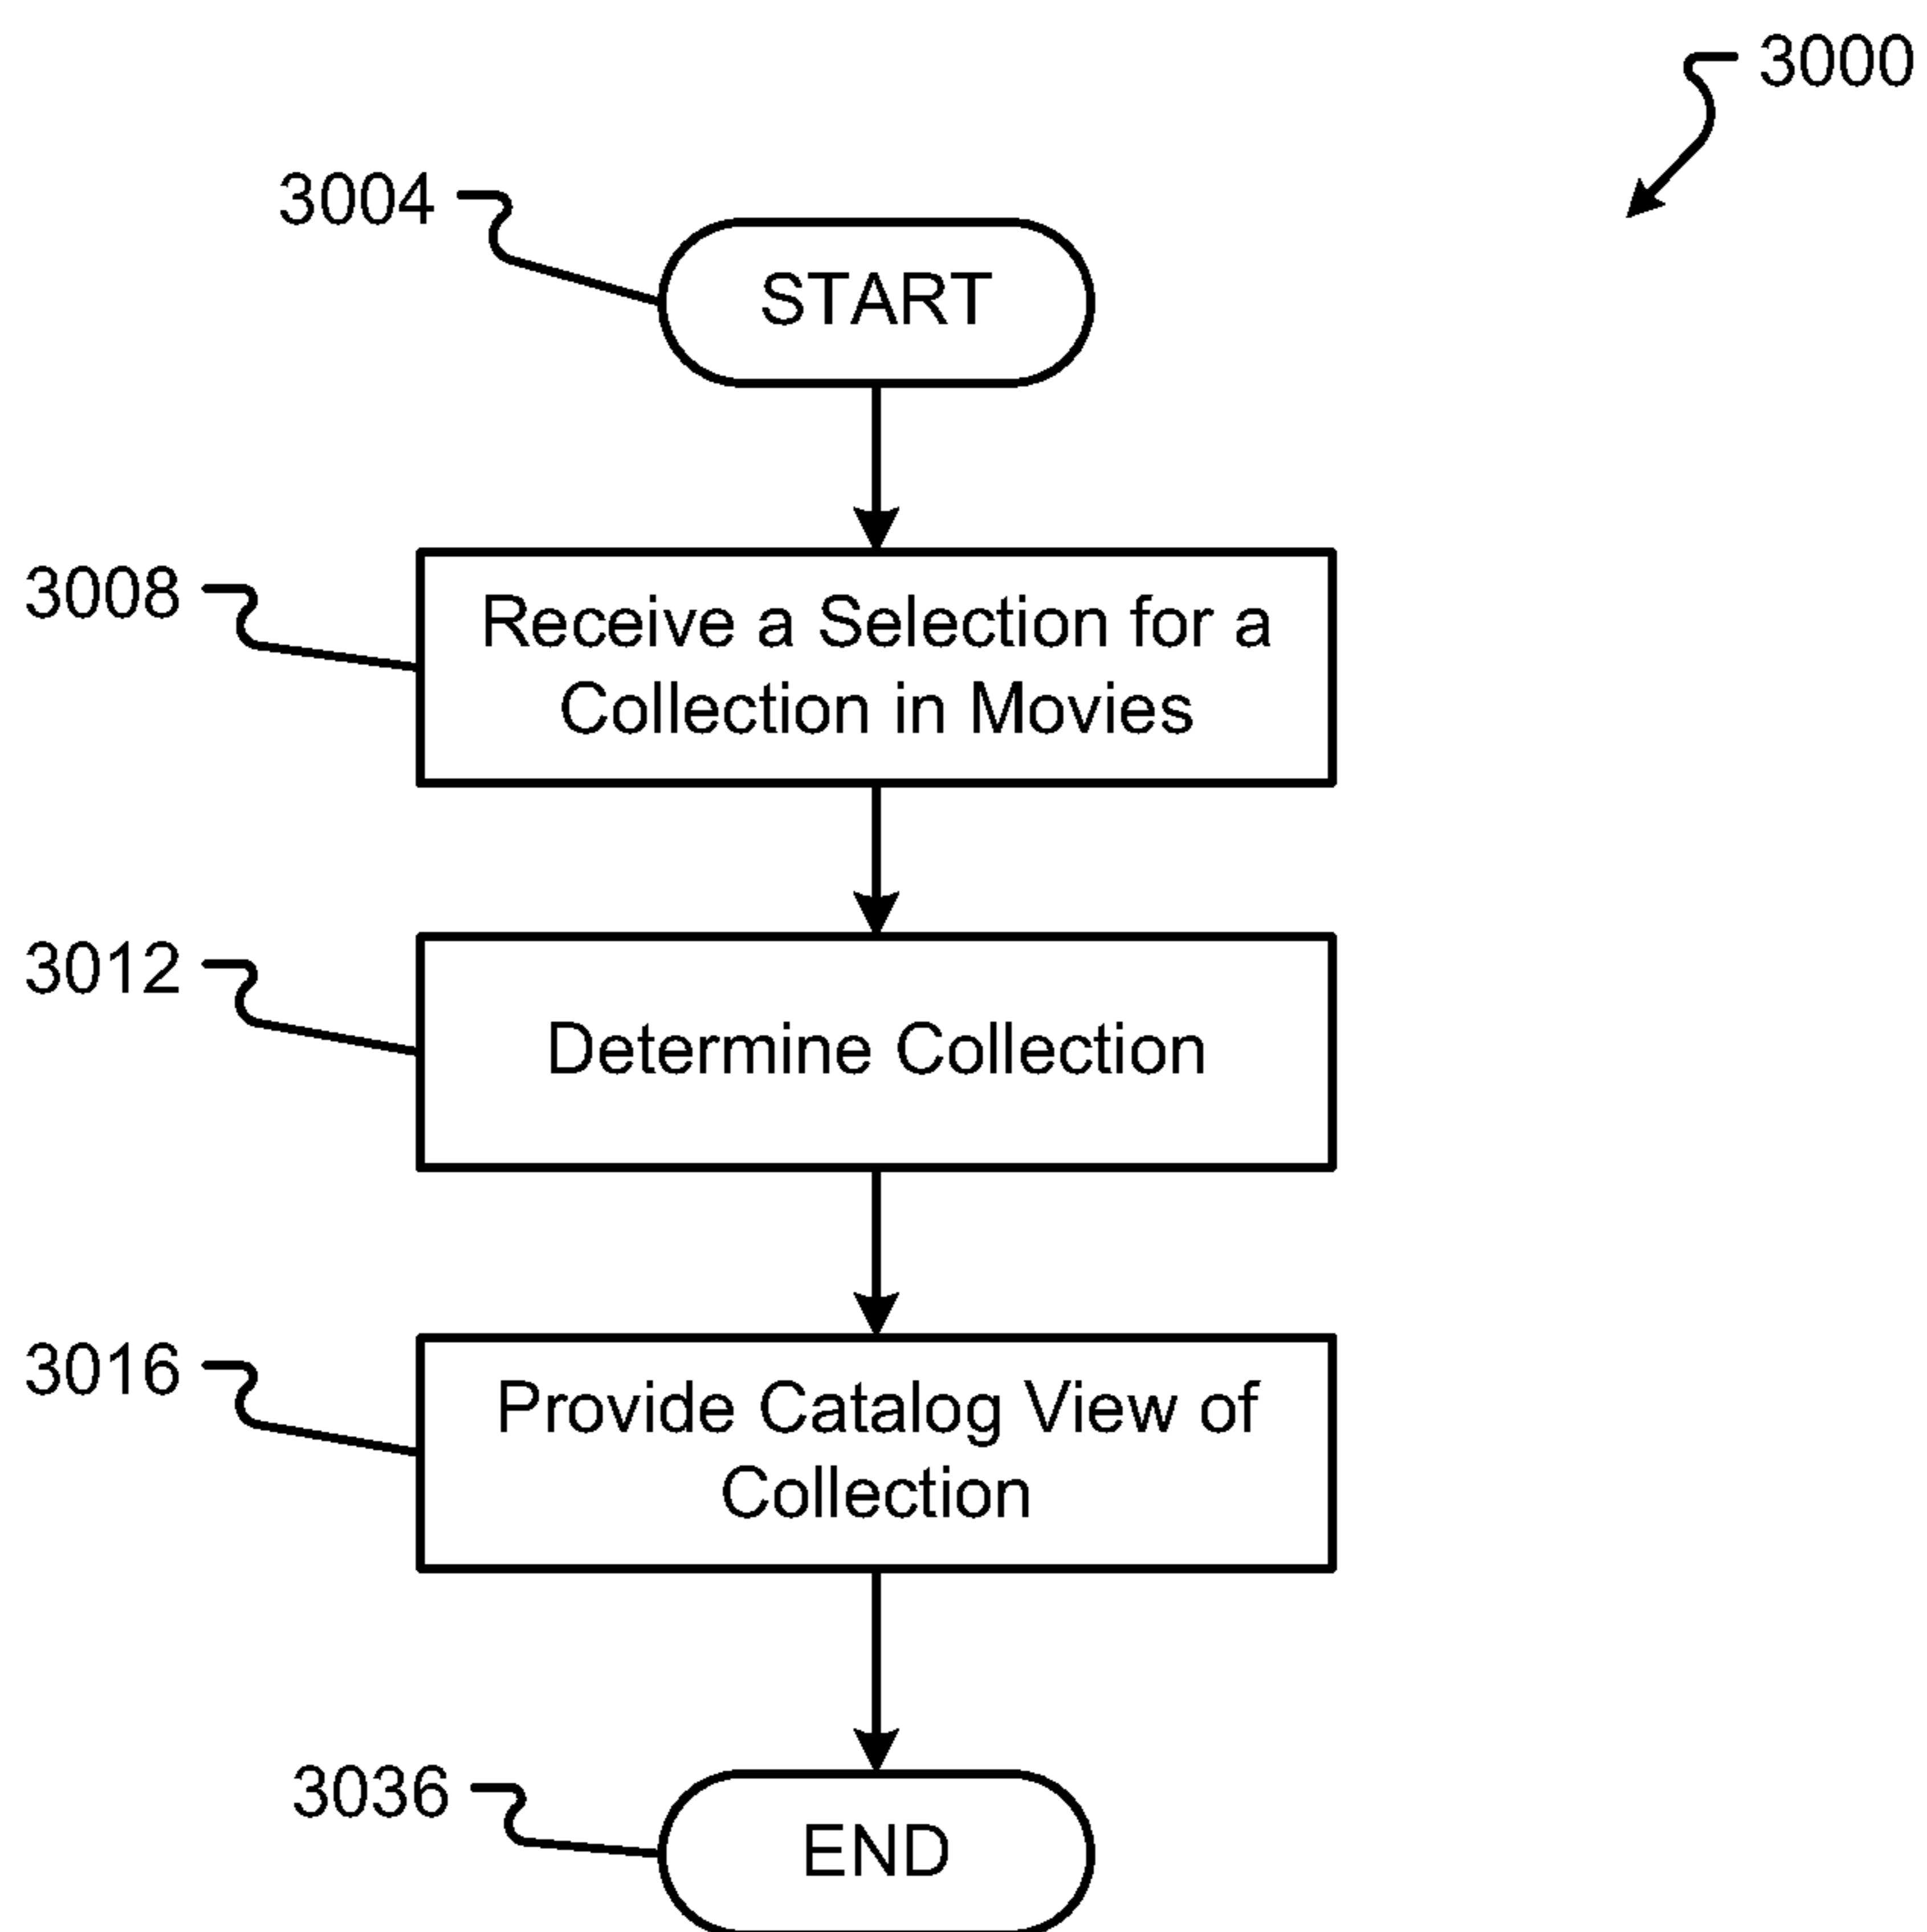 3000
3004
START
3008
Receive a Selection for a
Collection in Movies
3012
Determine Collection
3016
Provide Catalog View of
Collection
3036
END